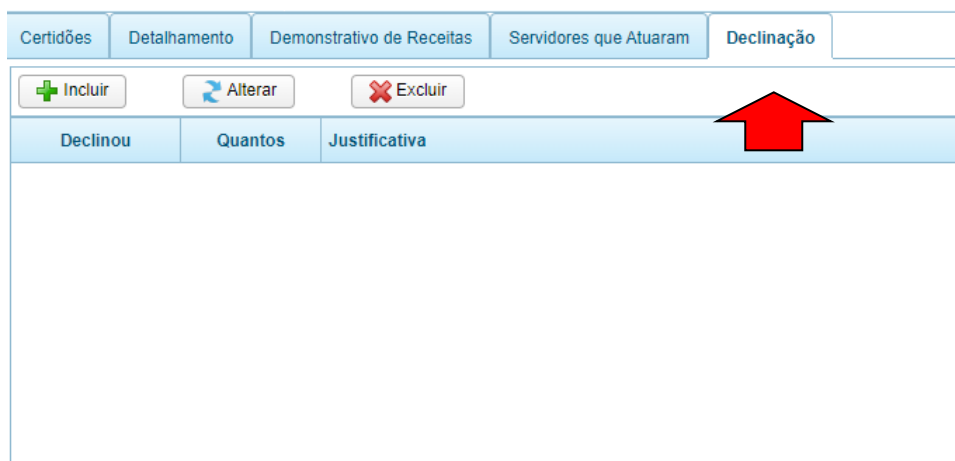 Certidões Detalhamento Demonstrativo de Receitas Servidores que Atuaram Declinação
Incluir Alterar Excluir
Declinou Quantos Justificativa